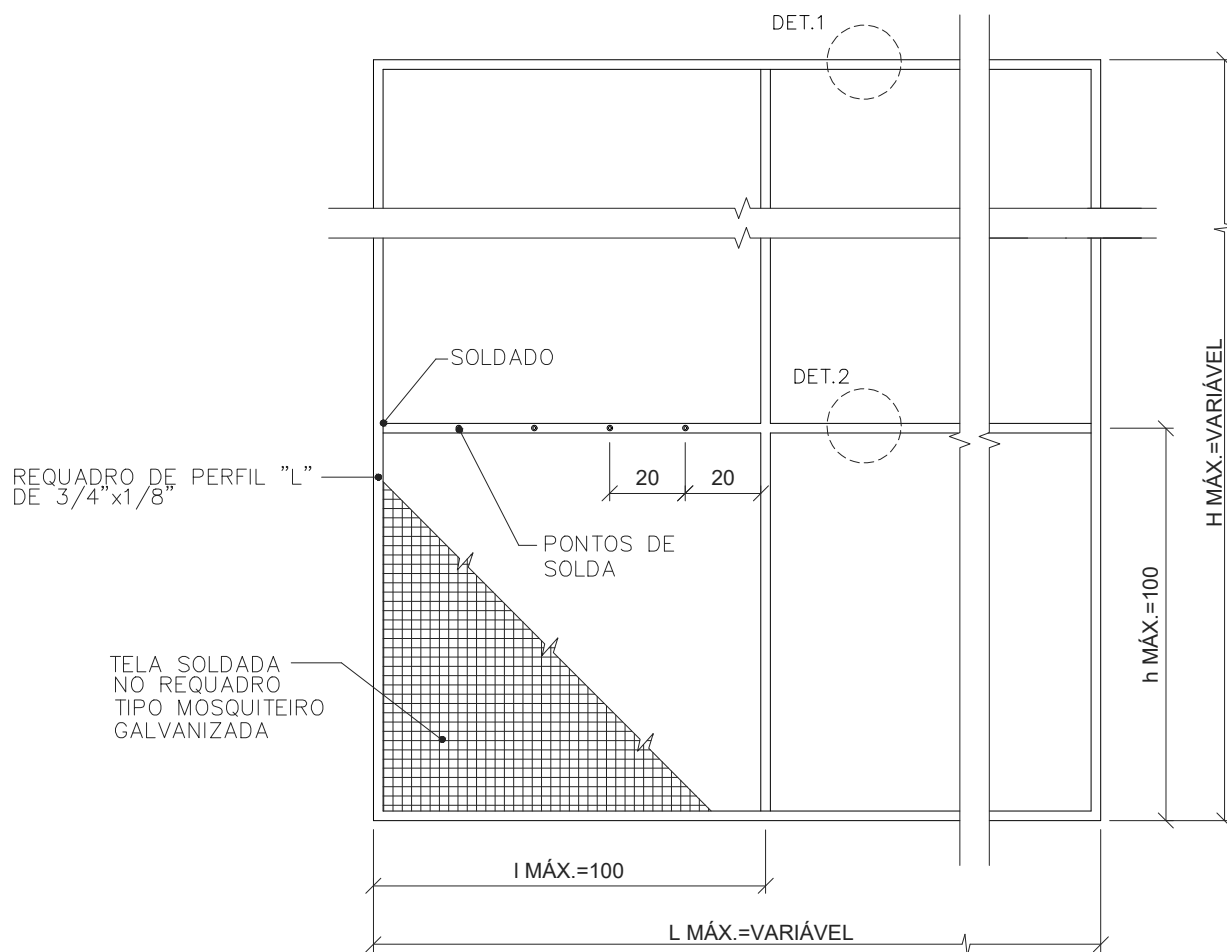 DET.1
SOLDADO
DET.2
H MÁX.=VARIÁVEL
REQUADRO DE PERFIL "L"
DE 3/4"x1/8"
20
20
PONTOS DE
SOLDA
h MÁX.=100
TELA SOLDADA
NO REQUADRO
TIPO MOSQUITEIRO
GALVANIZADA
l MÁX.=100
L MÁX.=VARIÁVEL